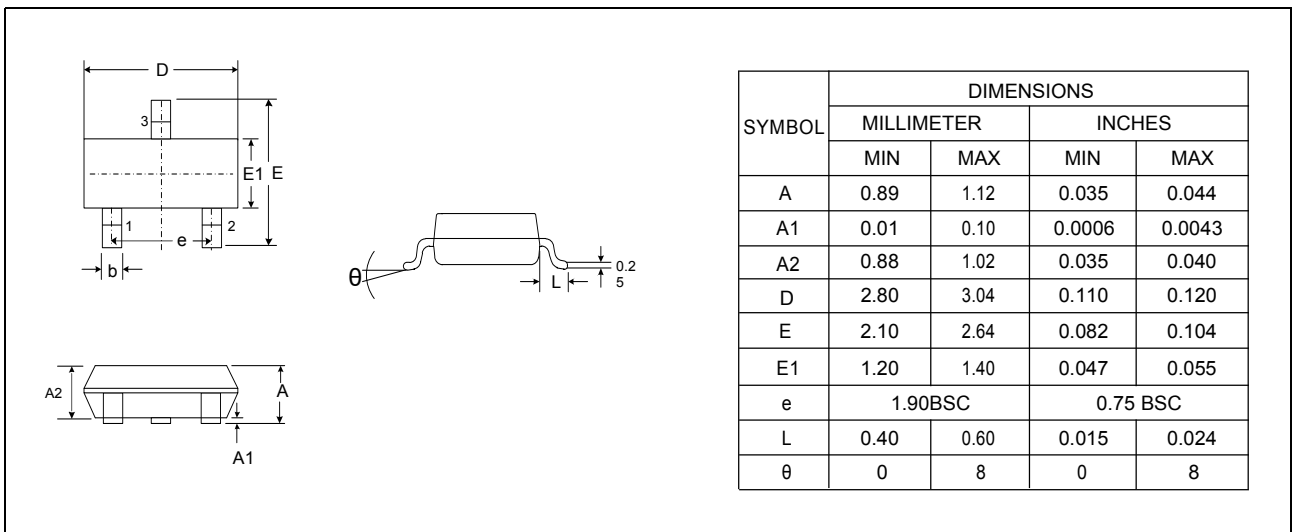 D
3
E1 E
1
2
e
b
θ
L
0.2
5
A2
A
A1
SYMBOL
DIMENSIONS
MILLIMETER INCHES
MIN MAX MIN MAX
A 0.89 1.12 0.035 0.044
A1 0.01 0.10 0.0006 0.0043
A2 0.88 1.02 0.035 0.040
D 2.80 3.04 0.110 0.120
E 2.10 2.64 0.082 0.104
E1 1.20 1.40 0.047 0.055
e 1.90BSC 0.75 BSC
L 0.40 0.60 0.015 0.024
θ 0 8 0 8